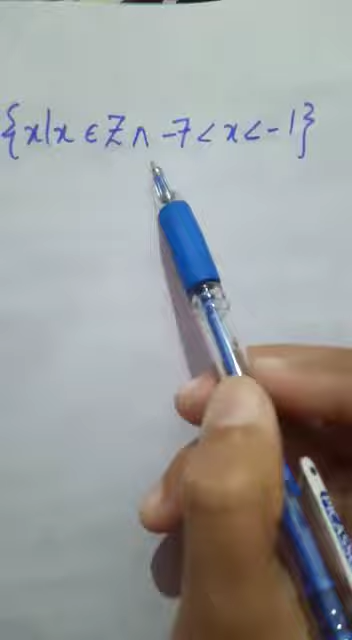 {x|x ∈ Z ∧ -7 < x < -1}